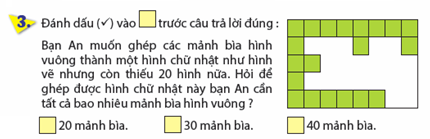 3. Đánh dấu (✓) vào □ trước câu trả lời đúng :
Bạn An muốn ghép các mảnh bìa hình
vuông thành một hình chữ nhật như hình
vẽ nhưng còn thiếu 20 hình nữa. Hỏi để
ghép được hình chữ nhật này bạn An cần
tất cả bao nhiêu mảnh bìa hình vuông ?
□ 20 mảnh bìa. □ 30 mảnh bìa. □ 40 mảnh bìa.